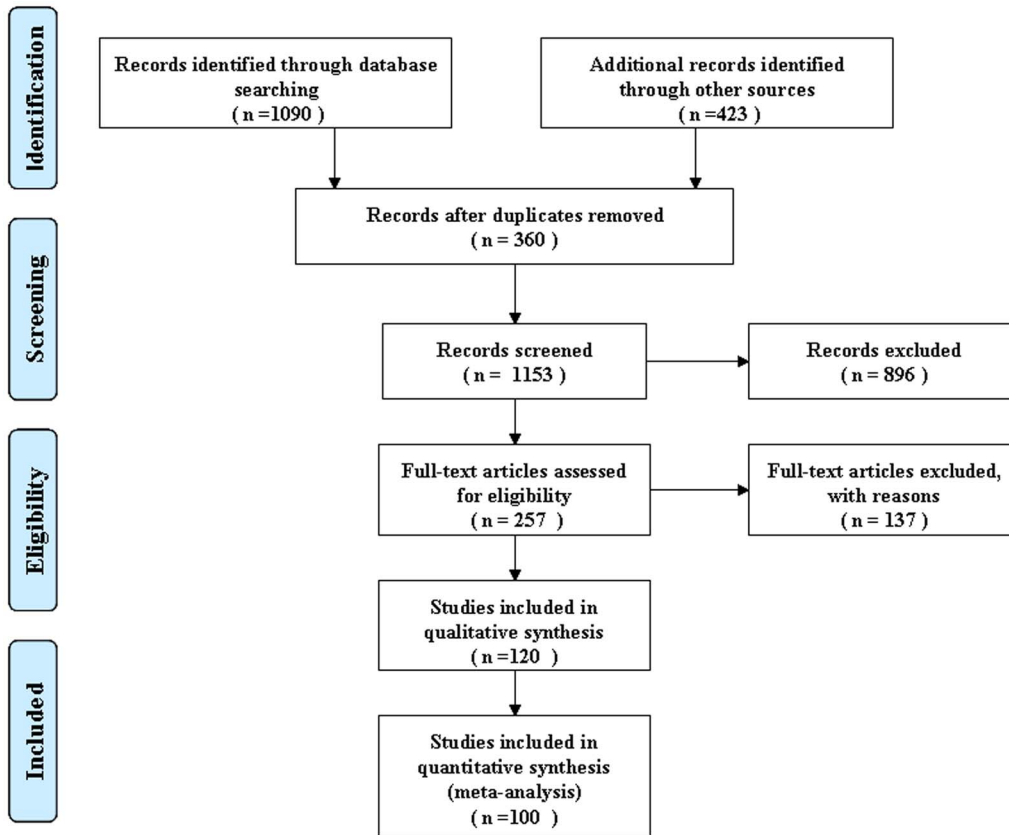 Identification
Records identified through database
searching
( n =1090 )
Additional records identified
through other sources
( n =423 )
Records after duplicates removed
( n = 360 )
Screening
Records screened
( n = 1153 )
Records excluded
( n = 896 )
Eligibility
Full-text articles assessed
for eligibility
( n = 257 )
Full-text articles excluded,
with reasons
( n = 137 )
Studies included in
qualitative synthesis
( n =120 )
Included
Studies included in
quantitative synthesis
(meta-analysis)
( n =100 )